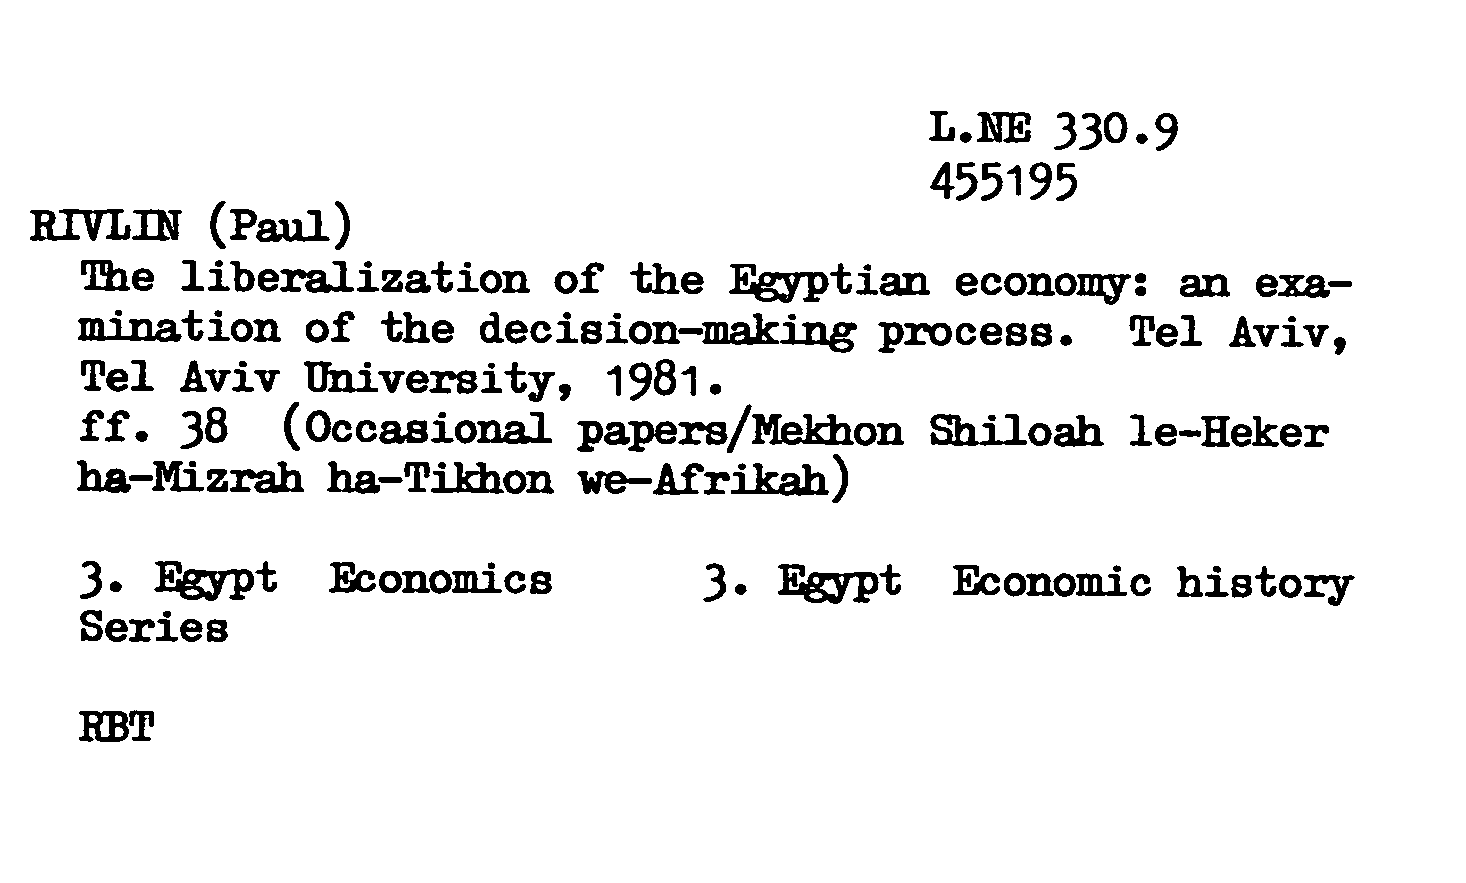 L.NE 330.9
455195
RIVLIN (Paul)
The liberalization of the Egyptian economy: an exa-
mination of the decision-making process. Tel Aviv,
Tel Aviv University, 1981.
ff. 38 (Occasional papers/Mekhon Shiloah le-Heker
ha-Mizrah ha-Tikhon we-Afrikah)
3. Egypt Economics 3. Egypt Economic history
Series
RBT